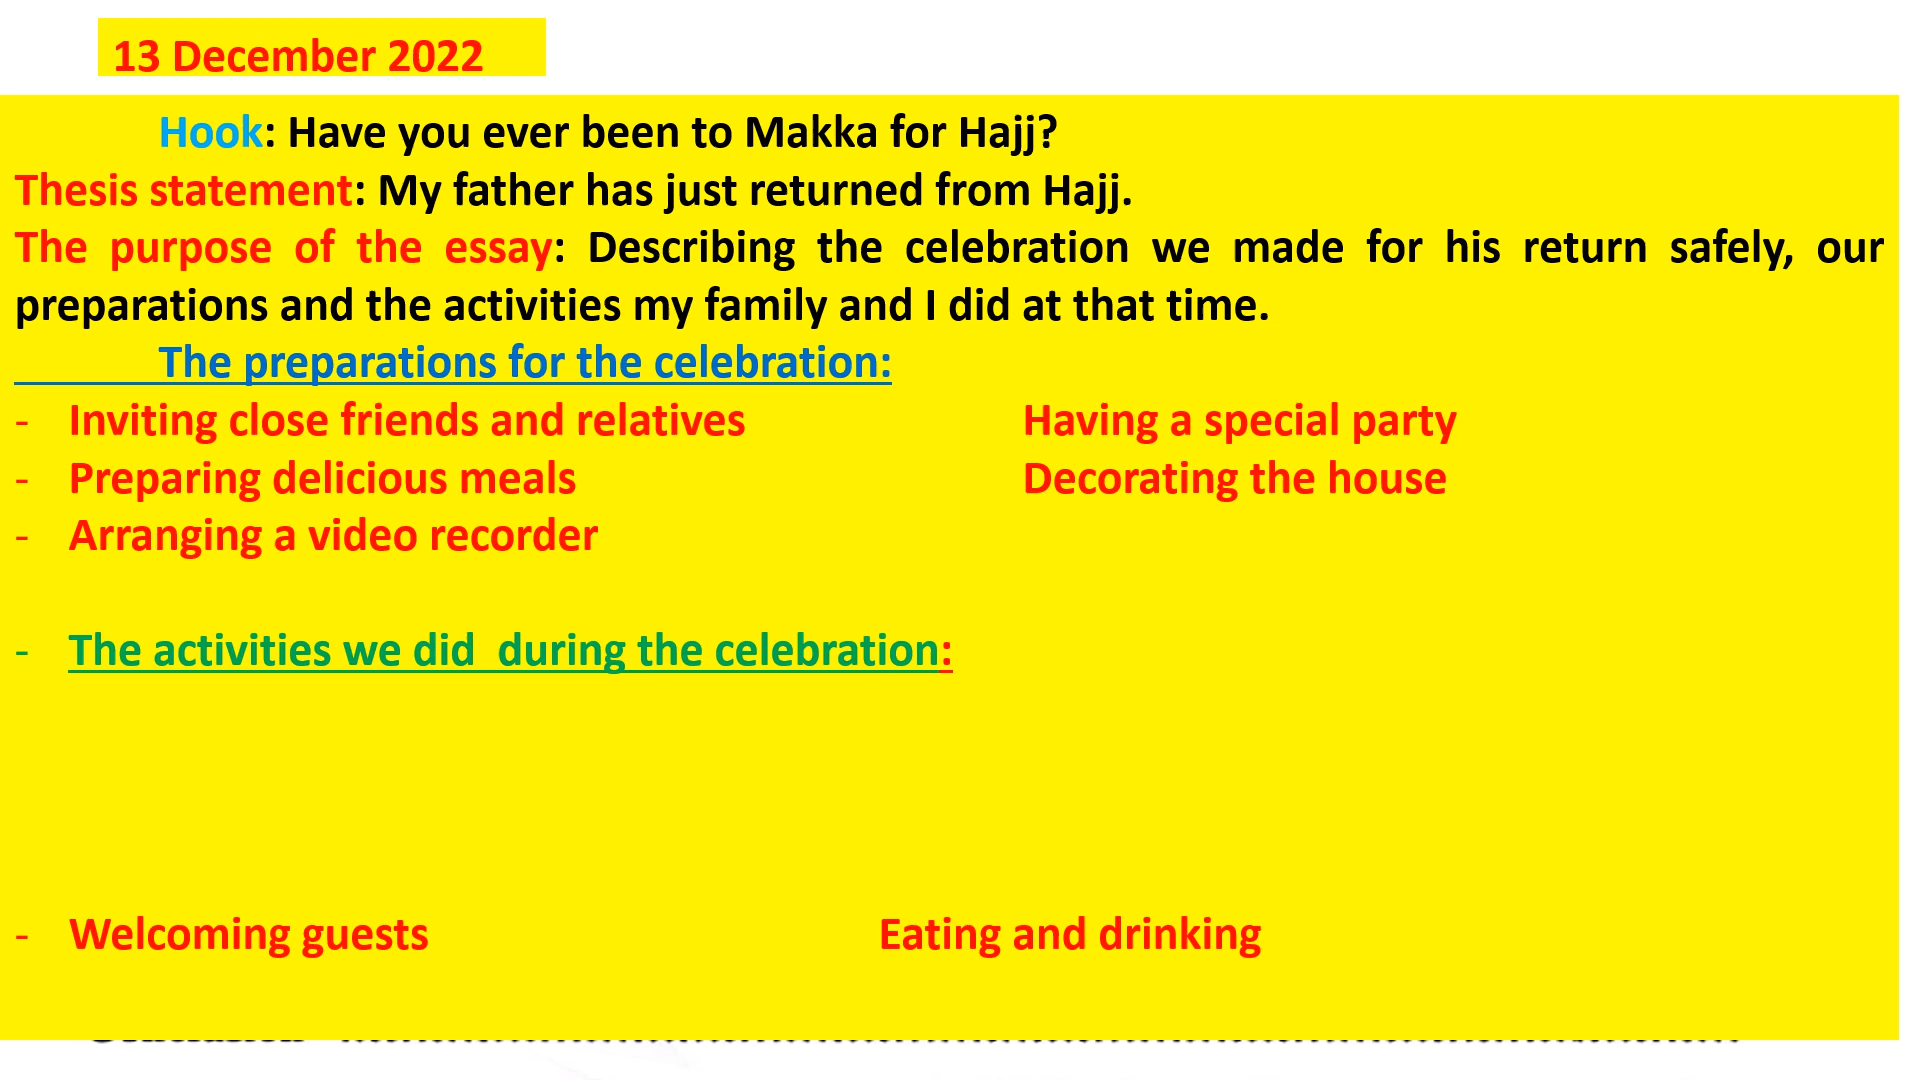 13 December 2022
Hook: Have you ever been to Makka for Hajj?
Thesis statement: My father has just returned from Hajj.
The purpose of the essay: Describing the celebration we made for his return safely, our
preparations and the activities my family and I did at that time.
The preparations for the celebration:
- Inviting close friends and relatives Having a special party
- Preparing delicious meals Decorating the house
- Arranging a video recorder
- The activities we did during the celebration:
- Welcoming guests Eating and drinking